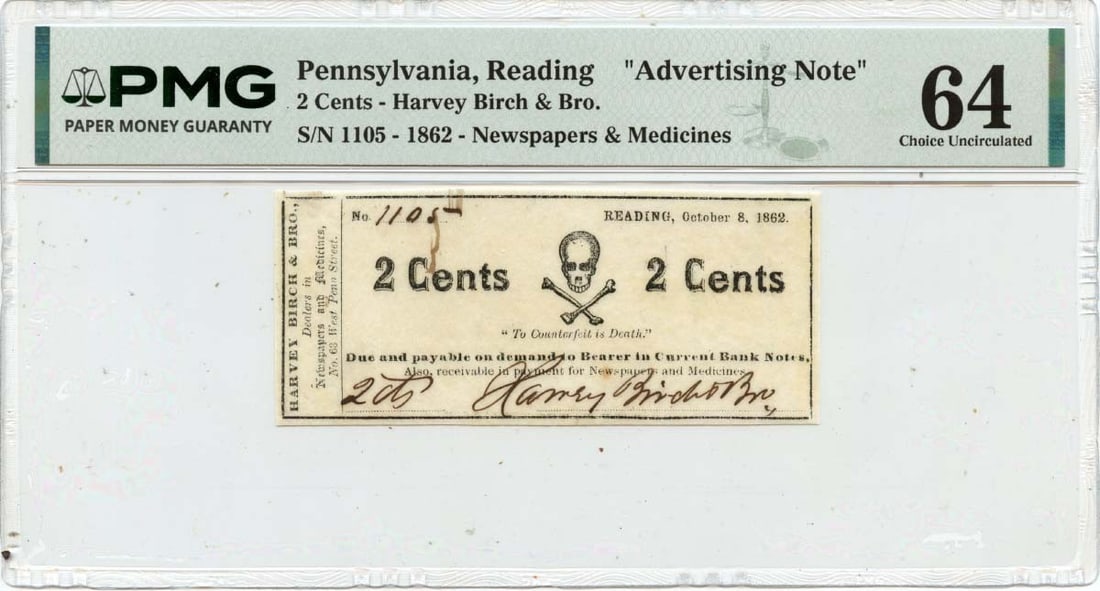 PMG
PAPER MONEY GUARANTY
Pennsylvania, Reading "Advertising Note"
2 Cents - Harvey Birch & Bro.
S/N 1105 - 1862 - Newspapers & Medicines
64
Choice Uncirculated
HARVEY BIRCH & BRO.,
Dealers in
Newspapers and Medicines,
No. 68 West Penn Street.
No. 1105
READING, October 8, 1862.
2 Cents 2 Cents
"To Counterfeit is Death."
Due and payable on demand to Bearer in Current Bank Notes,
Also, receivable in payment for Newspapers and Medicines
2 cts Harvey Birch & Bro